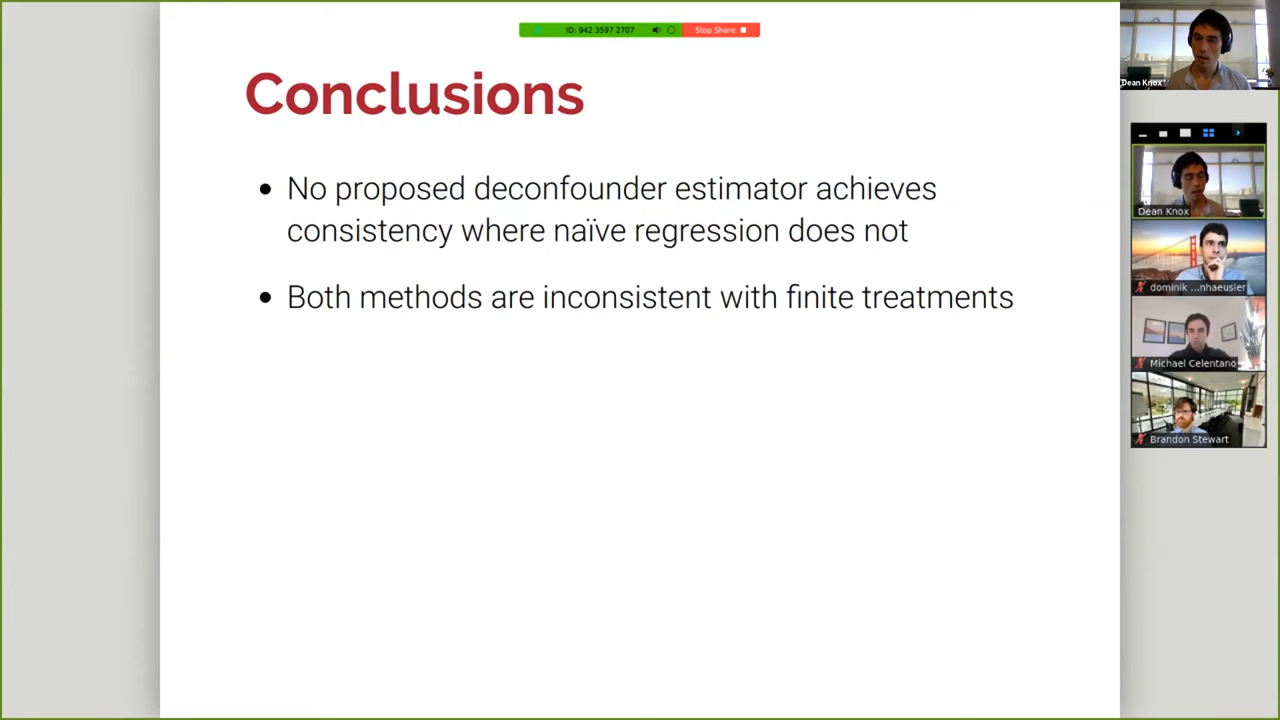 ID: 942 3597 2707
Stop Share
Conclusions
• No proposed deconfounder estimator achieves
consistency where naïve regression does not
• Both methods are inconsistent with finite treatments
Dean Knox
Dean Knox
dominik ...nhaeusler
Michael Celentano
Brandon Stewart